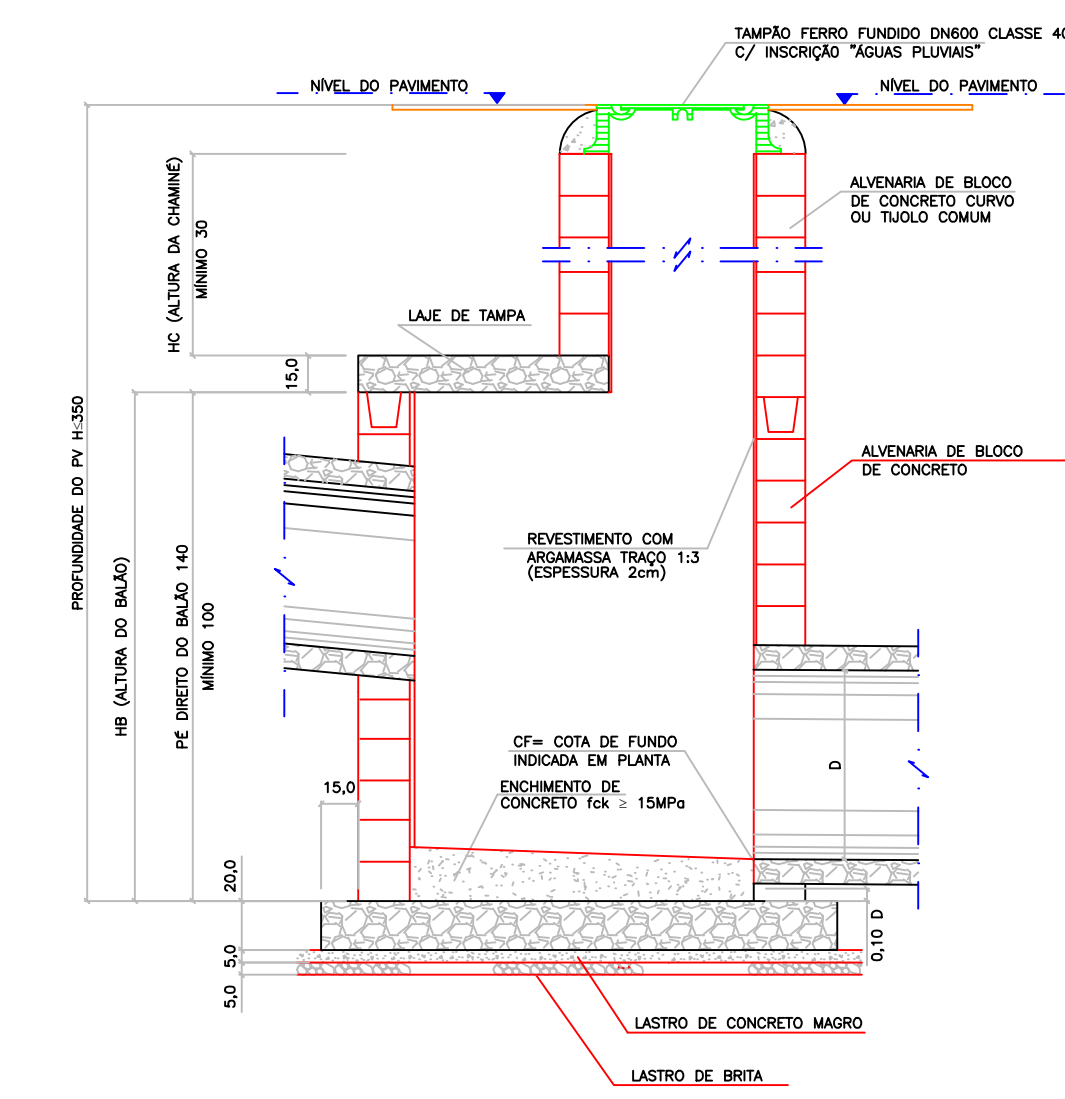 TAMPÃO FERRO FUNDIDO DN600 CLASSE 40
C/ INSCRIÇÃO "ÁGUAS PLUVIAIS"
NÍVEL DO PAVIMENTO
NÍVEL DO PAVIMENTO
ALVENARIA DE BLOCO
DE CONCRETO CURVO
OU TIJOLO COMUM
HC (ALTURA DA CHAMINÉ)
MÍNIMO 30
LAJE DE TAMPA
15,0
PROFUNDIDADE DO PV H≤350
ALVENARIA DE BLOCO
DE CONCRETO
REVESTIMENTO COM
ARGAMASSA TRAÇO 1:3
(ESPESSURA 2cm)
HB (ALTURA DO BALÃO)
PÉ DIREITO DO BALÃO 140
MÍNIMO 100
CF= COTA DE FUNDO
INDICADA EM PLANTA
D
15,0
ENCHIMENTO DE
CONCRETO fck ≥ 15MPa
20,0
0,10 D
5,0
5,0
LASTRO DE CONCRETO MAGRO
LASTRO DE BRITA